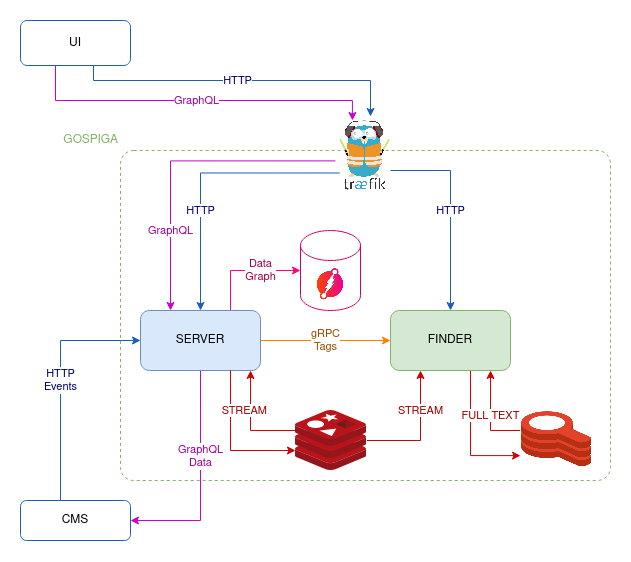 UI
HTTP
GraphQL
GOSPIGA
træfik
HTTP
HTTP
GraphQL
Data
Graph
SERVER
gRPC
Tags
FINDER
HTTP
Events
STREAM
STREAM
FULL TEXT
GraphQL
Data
CMS